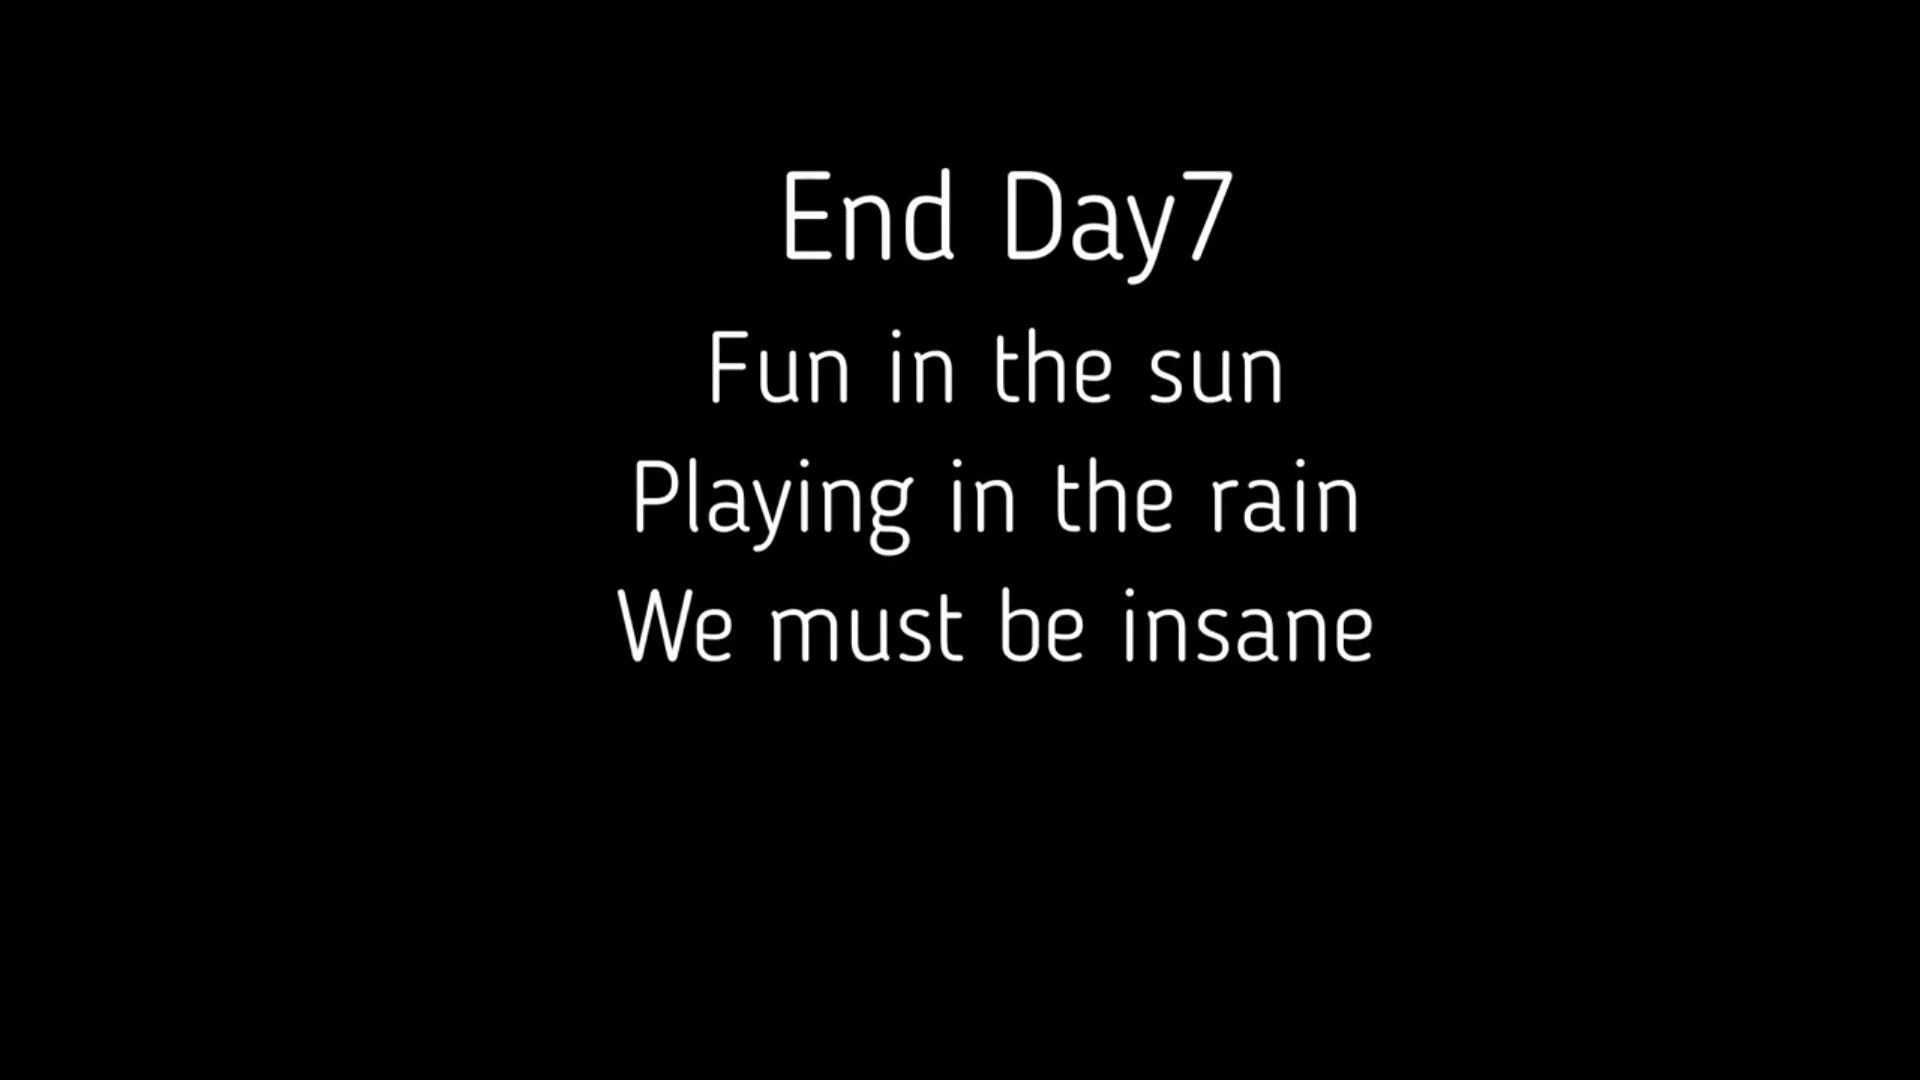 End Day7
Fun in the sun
Playing in the rain
We must be insane